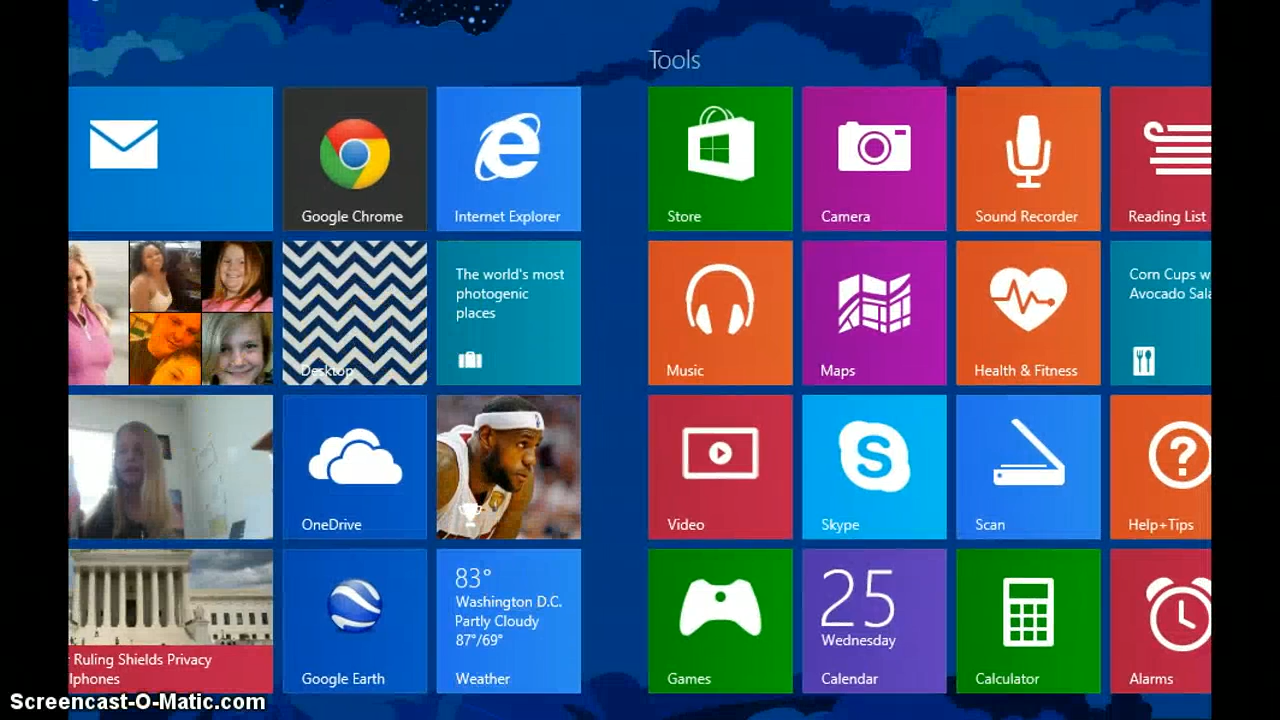 Tools
Google Chrome
Internet Explorer
Store
Camera
Sound Recorder
Reading List
Desktop
The world's most
photogenic
places
Music
Maps
Health & Fitness
Corn Cups w
Avocado Sala
OneDrive
Video
Skype
Scan
Help+Tips
Ruling Shields Privacy
Google Earth
83°
Washington D.C.
Partly Cloudy
87°/69°
Weather
Games
25
Wednesday
Calendar
Calculator
Alarms
Screencast-O-Matic.com